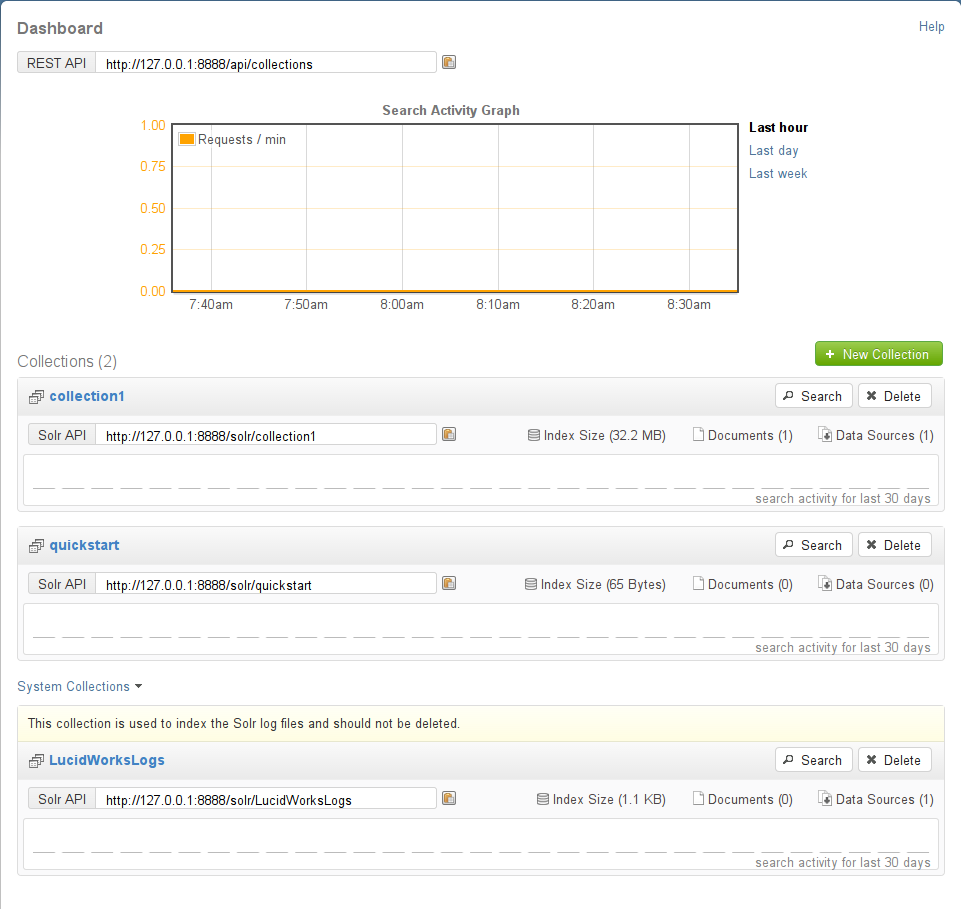 Dashboard
Help
REST API http://127.0.0.1:8888/api/collections
Search Activity Graph
1.00
0.75
0.50
0.25
0.00
Requests / min
7:40am 7:50am 8:00am 8:10am 8:20am 8:30am
Last hour
Last day
Last week
Collections (2)
+ New Collection
collection1 Search Delete
Solr API http://127.0.0.1:8888/solr/collection1 Index Size (32.2 MB) Documents (1) Data Sources (1)
search activity for last 30 days
quickstart Search Delete
Solr API http://127.0.0.1:8888/solr/quickstart Index Size (65 Bytes) Documents (0) Data Sources (0)
search activity for last 30 days
System Collections
This collection is used to index the Solr log files and should not be deleted.
LucidWorksLogs Search Delete
Solr API http://127.0.0.1:8888/solr/LucidWorksLogs Index Size (1.1 KB) Documents (0) Data Sources (1)
search activity for last 30 days